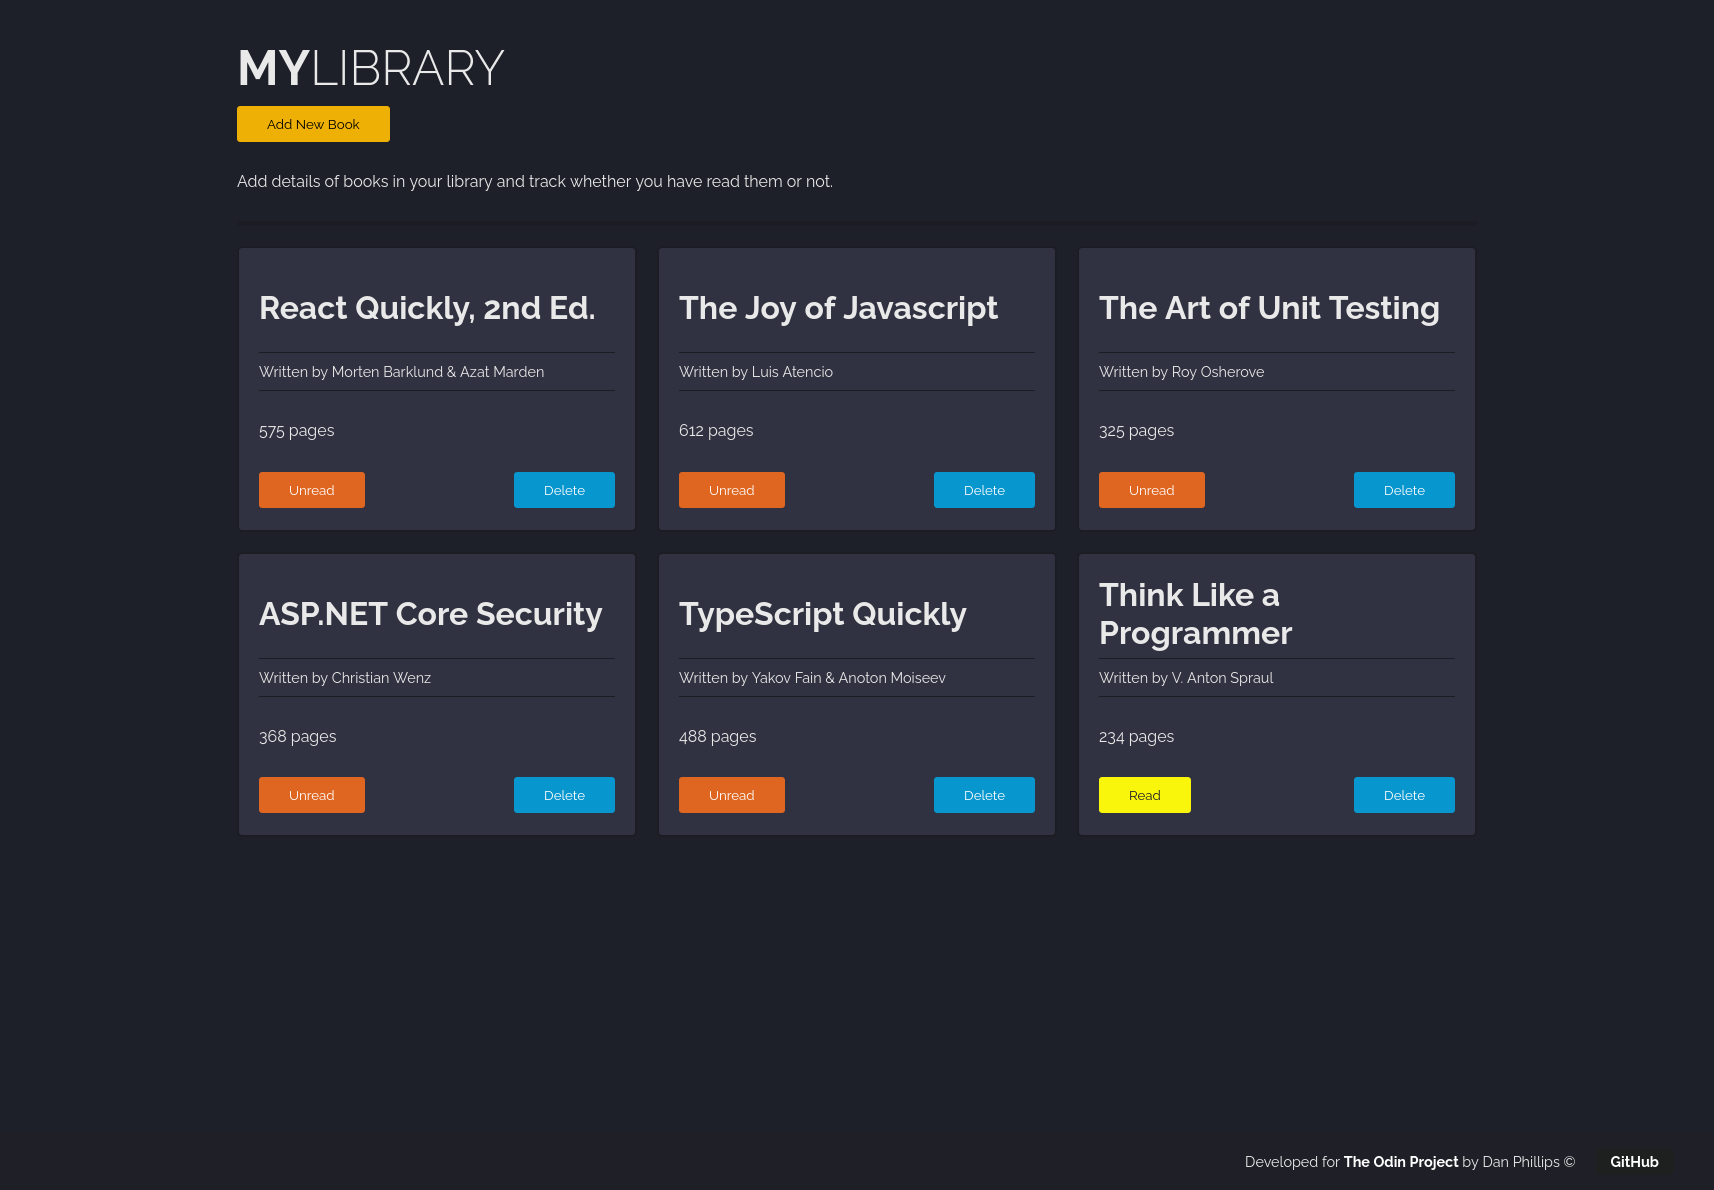 MYLIBRARY
Add New Book
Add details of books in your library and track whether you have read them or not.
React Quickly, 2nd Ed.
Written by Morten Barklund & Azat Marden
575 pages
Unread
Delete
The Joy of Javascript
Written by Luis Atencio
612 pages
Unread
Delete
The Art of Unit Testing
Written by Roy Osherove
325 pages
Unread
Delete
ASP.NET Core Security
Written by Christian Wenz
368 pages
Unread
Delete
TypeScript Quickly
Written by Yakov Fain & Anoton Moiseev
488 pages
Unread
Delete
Think Like a
Programmer
Written by V. Anton Spraul
234 pages
Read
Delete
Developed for The Odin Project by Dan Phillips ©
GitHub